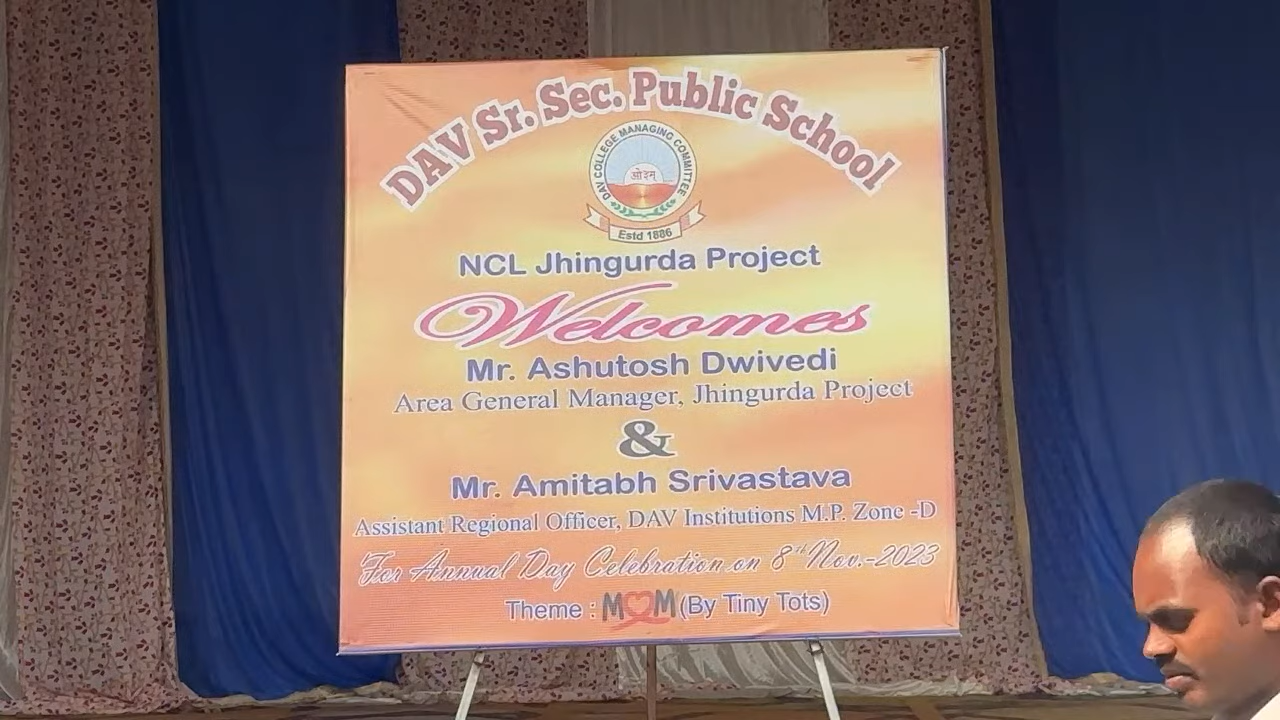 DAV Sr. Sec. Public School
DAV COLLEGE MANAGING COMMITTEE
ओ३म्
Estd 1886
NCL Jhingurda Project
Welcomes
Mr. Ashutosh Dwivedi
Area General Manager, Jhingurda Project
&
Mr. Amitabh Srivastava
Assistant Regional Officer, DAV Institutions M.P. Zone -D
For Annual Day Celebration on 8th Nov.-2023
Theme : MOM (By Tiny Tots)